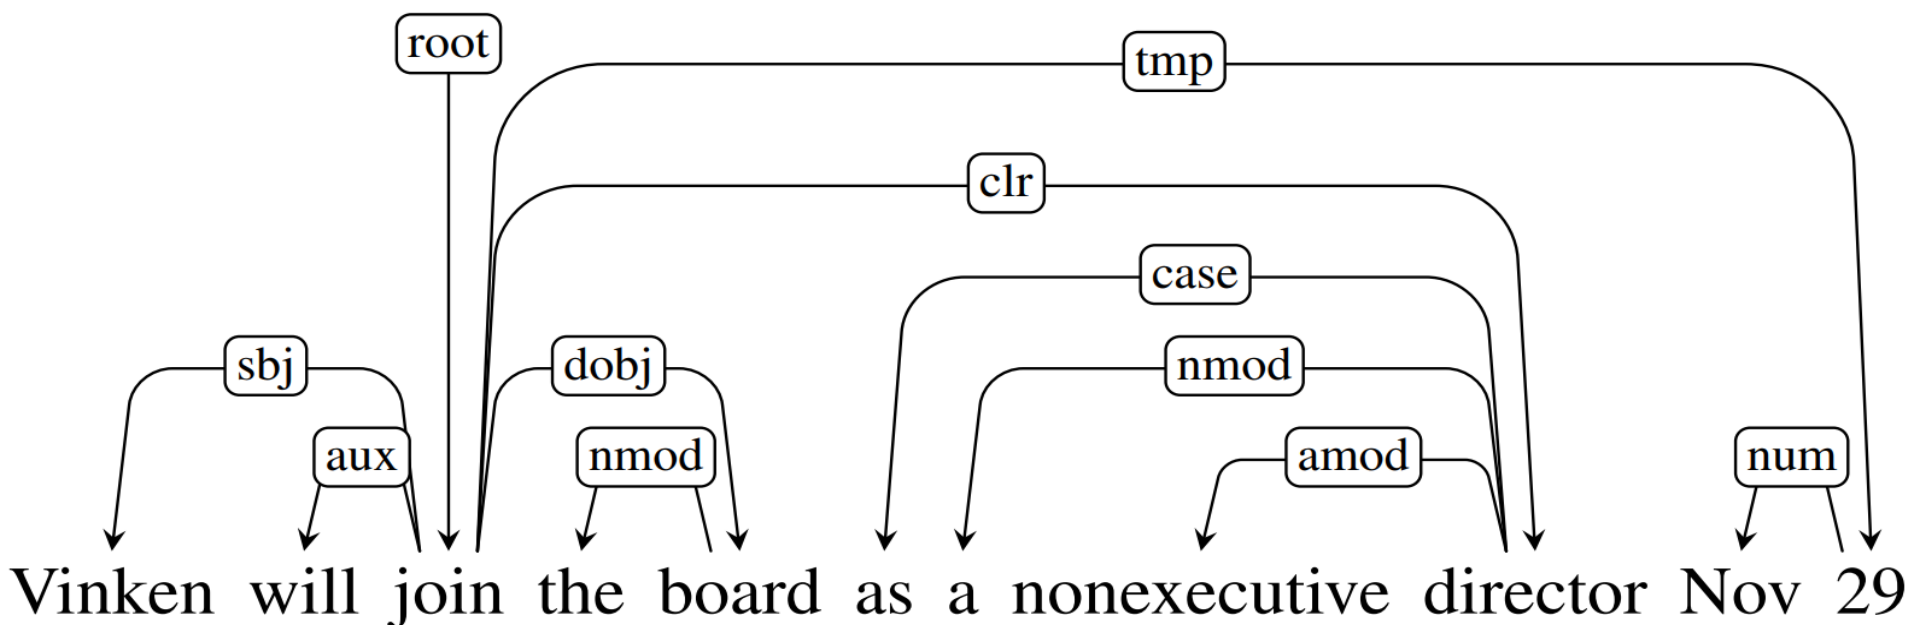 root
tmp
clr
case
sbj dobj nmod
aux nmod amod num
Vinken will join the board as a nonexecutive director Nov 29